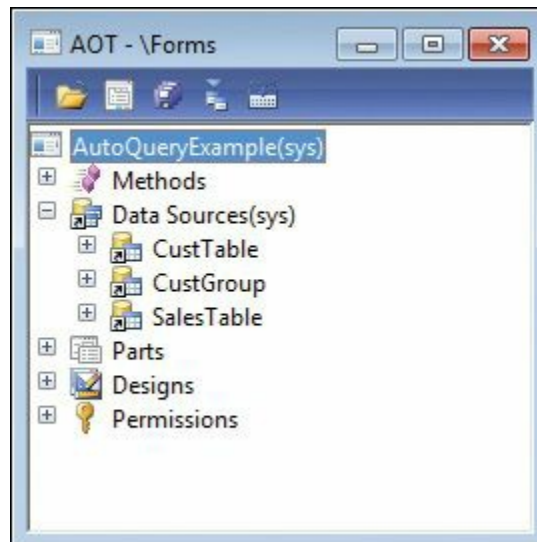 AOT - \Forms
AutoQueryExample(sys)
Methods
Data Sources(sys)
CustTable
CustGroup
SalesTable
Parts
Designs
Permissions